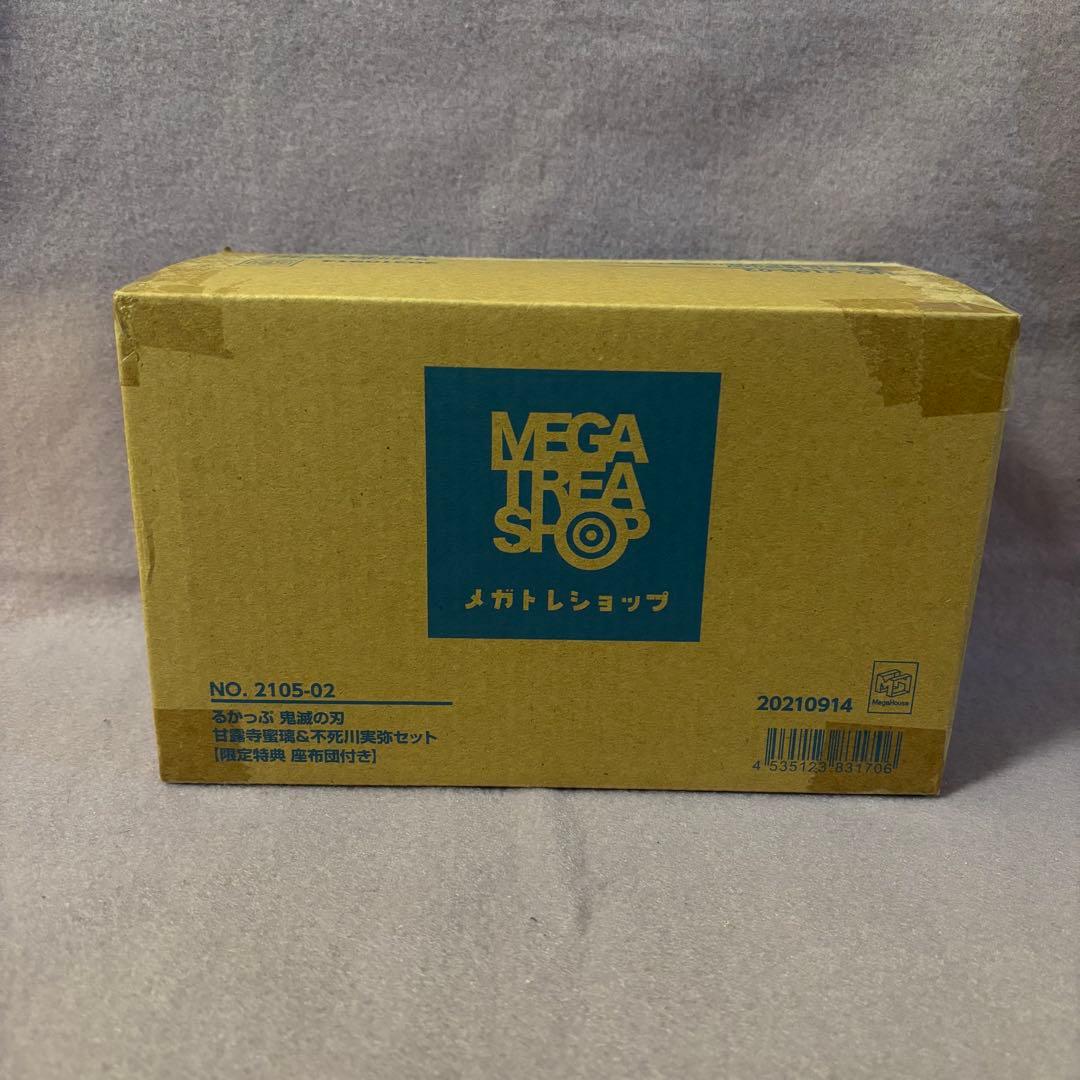 MEGA
TREA
SHOP
メガトレショップ
NO. 2105-02
るかっぷ 鬼滅の刃
甘露寺蜜璃&不死川実弥セット
【限定特典 座布団付き】
20210914
MegaHouse
4 535123 831706